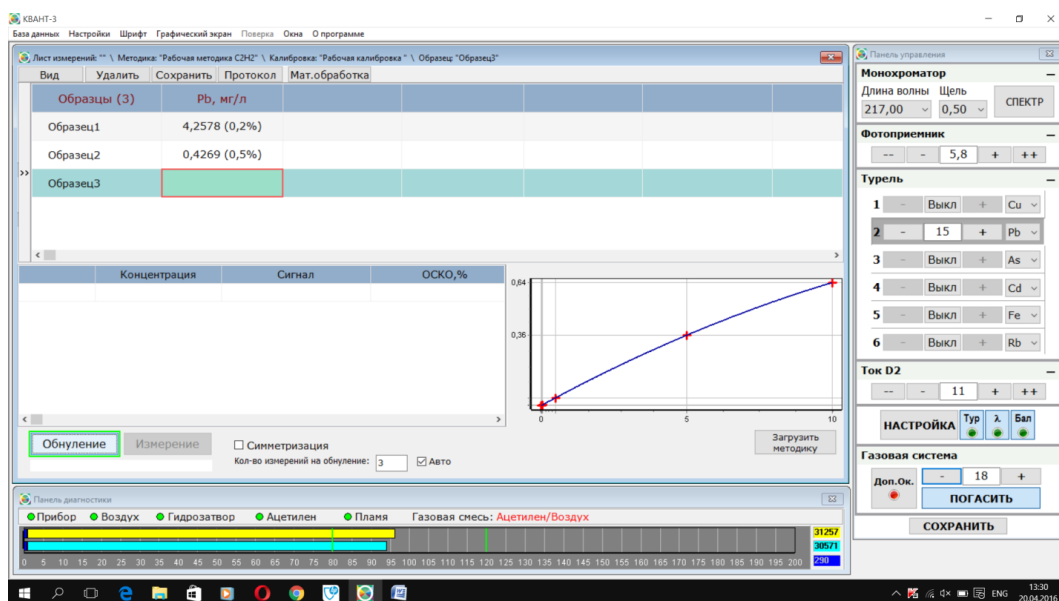 КВАНТ-3
База данных Настройки Шрифт Графический экран Поверка Окна О программе
Лист измерений: "" \ Методика: "Рабочая методика C2H2" \ Калибровка: "Рабочая калибровка " \ Образец: "Образец3"
Вид Удалить Сохранить Протокол Мат.обработка
Образцы (3) Pb, мг/л
Образец1 4,2578 (0,2%)
Образец2 0,4269 (0,5%)
>>
Образец3
< >
Концентрация Сигнал ОСКО,%
0,64
0,36
0 5 10
< >
Обнуление Измерение Симметризация
Кол-во измерений на обнуление: 3 Авто
Загрузить
методику
Панель диагностики
Прибор Воздух Гидрозатвор Ацетилен Пламя Газовая смесь: Ацетилен/Воздух
31257
30571
0 5 10 15 20 25 30 35 40 45 50 55 60 65 70 75 80 85 90 95 100 105 110 115 120 125 130 135 140 145 150 155 160 165 170 175 180 185 190 195 200 290
Панель управления
Монохроматор
Длина волны Щель
217,00 0,50 СПЕКТР
Фотоприемник
-- - 5,8 + ++
Турель
1 - Выкл + Cu
2 - 15 + Pb
3 - Выкл + As
4 - Выкл + Cd
5 - Выкл + Fe
6 - Выкл + Rb
Ток D2
-- - 11 + ++
НАСТРОЙКА Тур λ Бал
Газовая система
Доп.Ок. - 18 +
ПОГАСИТЬ
СОХРАНИТЬ
ENG 13:30
20.04.2016